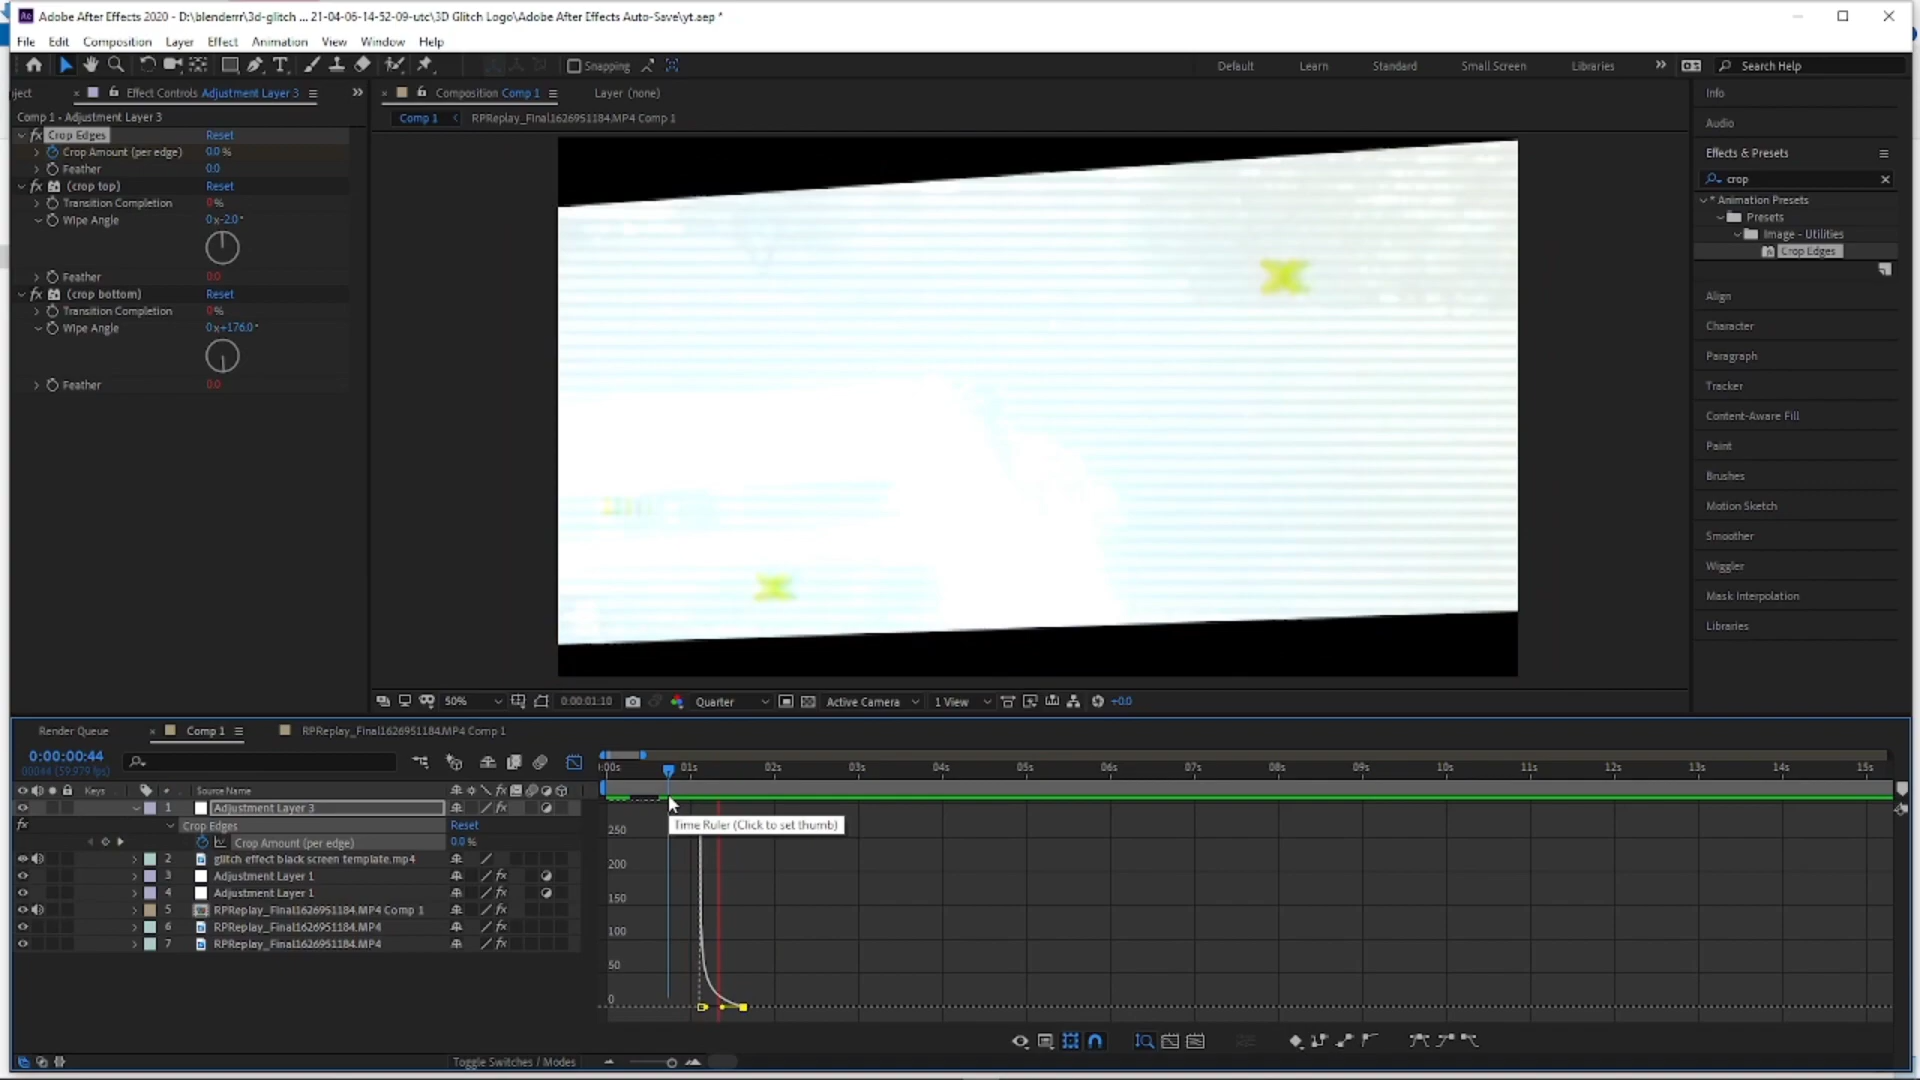 Adobe After Effects 2020 - D:\blenderrr\3d-glitch ... 21-04-06-14-52-09-utc\3D Glitch Logo\Adobe After Effects Auto-Save\yt.aep *
File Edit Composition Layer Effect Animation Window View Help
Snapping
Default Learn Standard Small Screen Libraries
Search Help
ject
Effect Controls Adjustment Layer 3
Comp 1 - Adjustment Layer 3
fx Crop Edges Reset
Crop Amount (per edge) 0.0 %
Feather 0.0
fx (crop top) Reset
Transition Completion 0%
Wipe Angle 0x-2.0°
Feather 0.0
fx (crop bottom) Reset
Transition Completion 0%
Wipe Angle 0x+176.0°
Feather 0.0
Composition Comp 1
Layer (none)
Comp 1
RPReplay_Final1626951184.MP4 Comp 1
50%
0:00:01:10
Quarter
Active Camera
1 View
+0.0
Info
Audio
Effects & Presets
crop
* Animation Presets
Presets
Image - Utilities
Crop Edges
Align
Character
Paragraph
Tracker
Content-Aware Fill
Paint
Brushes
Motion Sketch
Smoother
Wiggler
Mask Interpolation
Libraries
Render Queue
Comp 1
RPReplay_Final1626951184.MP4 Comp 1
0:00:00:44
00044 (59.979 fps)
Keys # Source Name
1 Adjustment Layer 3
Crop Edges Reset
Crop Amount (per edge) 0.0 %
2 glitch effect black screen template.mp4
3 Adjustment Layer 1
4 Adjustment Layer 1
5 RPReplay_Final1626951184.MP4 Comp 1
6 RPReplay_Final1626951184.MP4
7 RPReplay_Final1626951184.MP4
Toggle Switches / Modes
:00s 01s 02s 03s 04s 05s 06s 07s 08s 09s 10s 11s 12s 13s 14s 15s
Time Ruler (Click to set thumb)
250
200
150
100
50
0